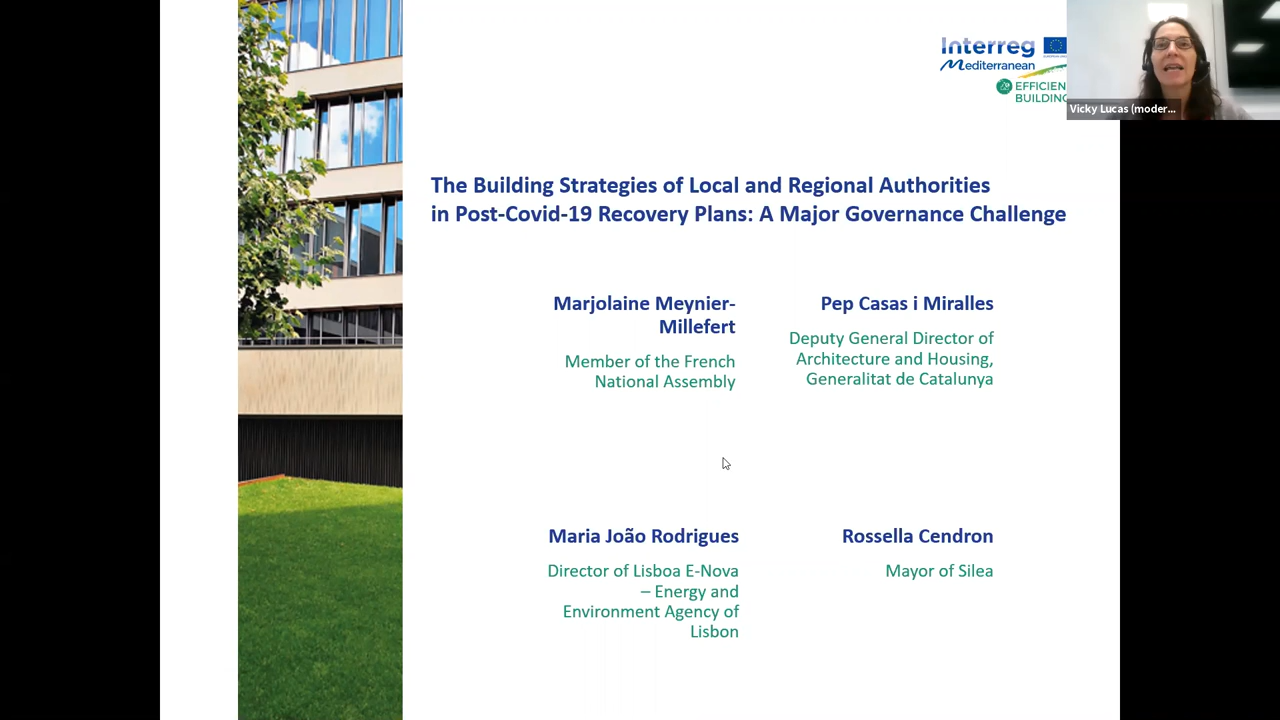 Interreg
Mediterranean
EFFICIEN
BUILDING
Vicky Lucas (moder...
The Building Strategies of Local and Regional Authorities
in Post-Covid-19 Recovery Plans: A Major Governance Challenge
Marjolaine Meynier-
Millefert
Member of the French
National Assembly
Pep Casas i Miralles
Deputy General Director of
Architecture and Housing,
Generalitat de Catalunya
Maria João Rodrigues
Director of Lisboa E-Nova
– Energy and
Environment Agency of
Lisbon
Rossella Cendron
Mayor of Silea